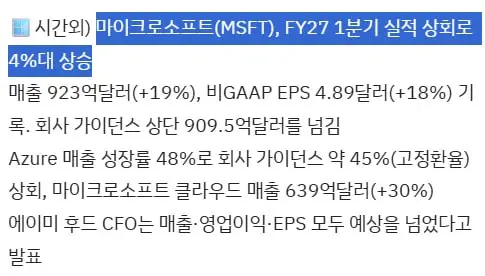 시간외) 마이크로소프트(MSFT), FY27 1분기 실적 상회로
4%대 상승
매출 923억달러(+19%), 비GAAP EPS 4.89달러(+18%) 기
록. 회사 가이던스 상단 909.5억달러를 넘김
Azure 매출 성장률 48%로 회사 가이던스 약 45%(고정환율)
상회, 마이크로소프트 클라우드 매출 639억달러(+30%)
에이미 후드 CFO는 매출·영업이익·EPS 모두 예상을 넘었다고
발표